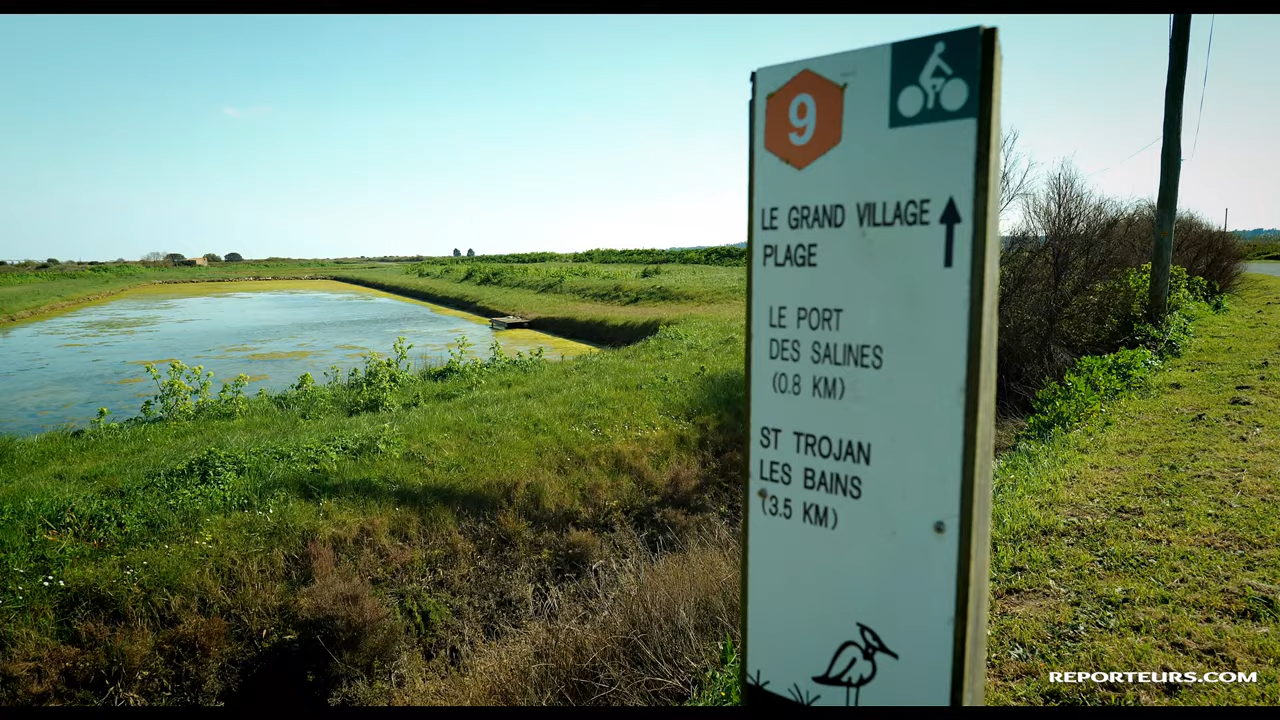 9
LE GRAND VILLAGE
PLAGE
LE PORT
DES SALINES
(0.8 KM)
ST TROJAN
LES BAINS
(3.5 KM)
REPORTEURS.COM